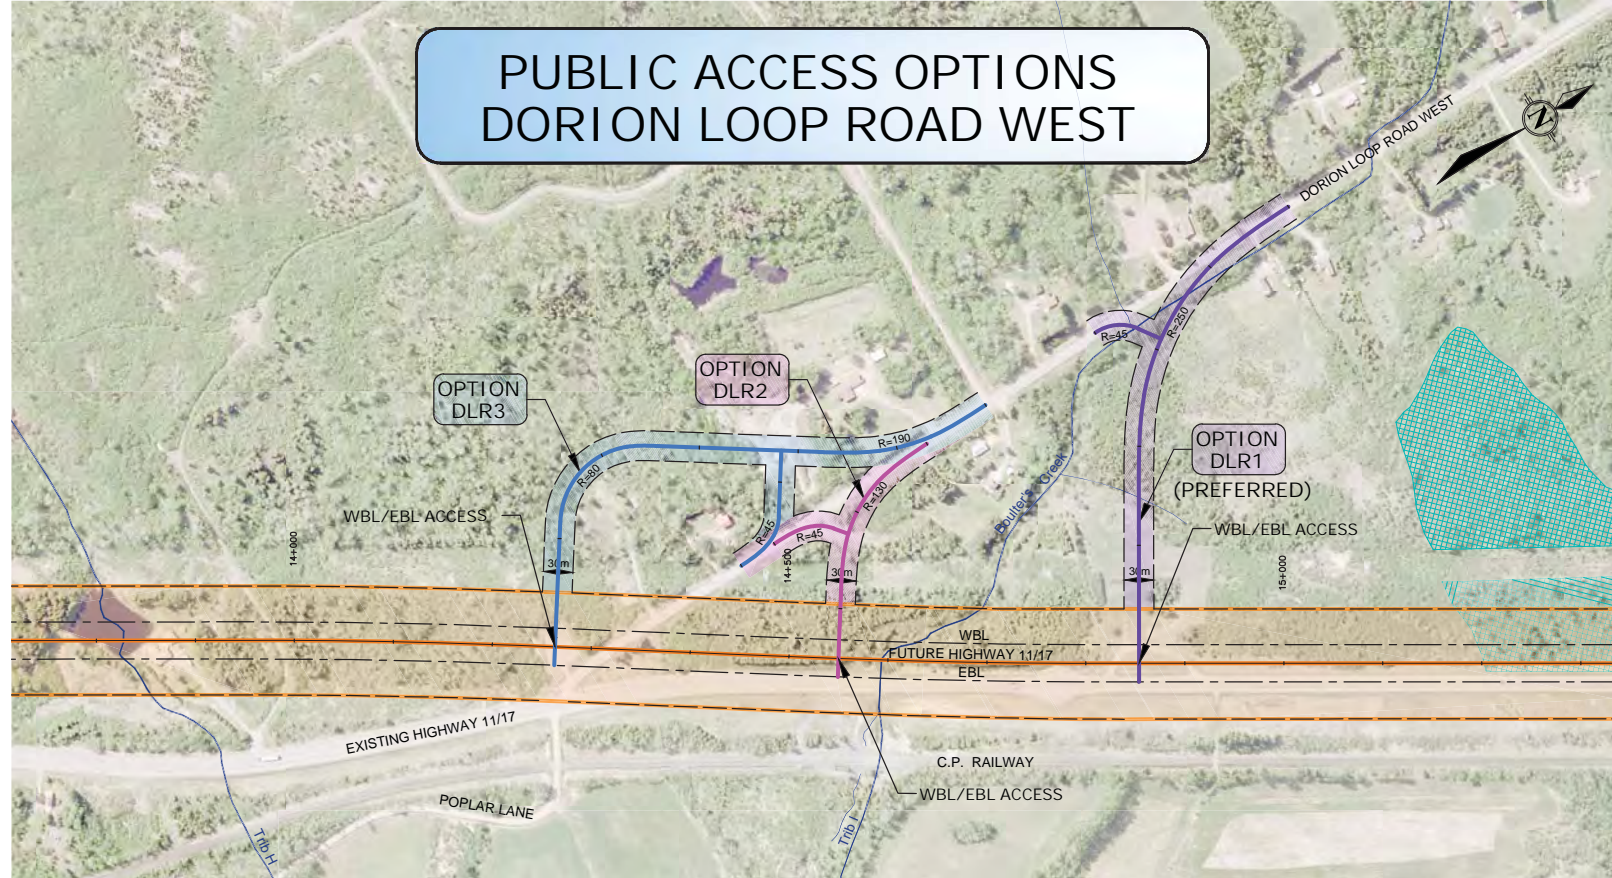 PUBLIC ACCESS OPTIONS
DORION LOOP ROAD WEST
N
DORION LOOP ROAD WEST
R=250
R=45
OPTION
DLR2
OPTION
DLR3
R=190
OPTION
DLR1
(PREFERRED)
R=80
R=130
Boulter's Creek
WBL/EBL ACCESS
WBL/EBL ACCESS
R=45
R=45
14+000
14+500
15+000
30m
30m
30m
WBL
FUTURE HIGHWAY 11/17
EBL
EXISTING HIGHWAY 11/17
C.P. RAILWAY
WBL/EBL ACCESS
POPLAR LANE
Trib H
Trib I